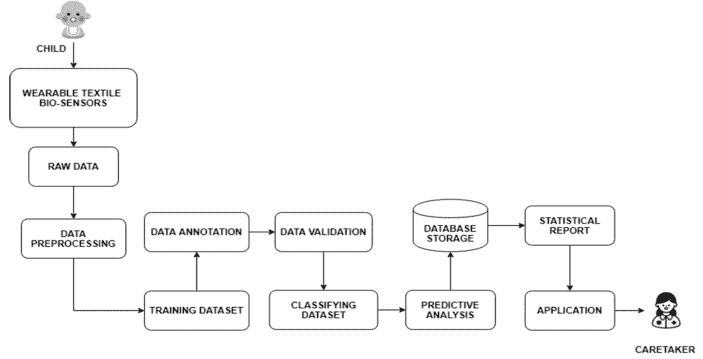 CHILD
WEARABLE TEXTILE
BIO-SENSORS
RAW DATA
DATA
PREPROCESSING
TRAINING DATASET
DATA ANNOTATION
DATA VALIDATION
CLASSIFYING
DATASET
PREDICTIVE
ANALYSIS
DATABASE
STORAGE
STATISTICAL
REPORT
APPLICATION
CARETAKER